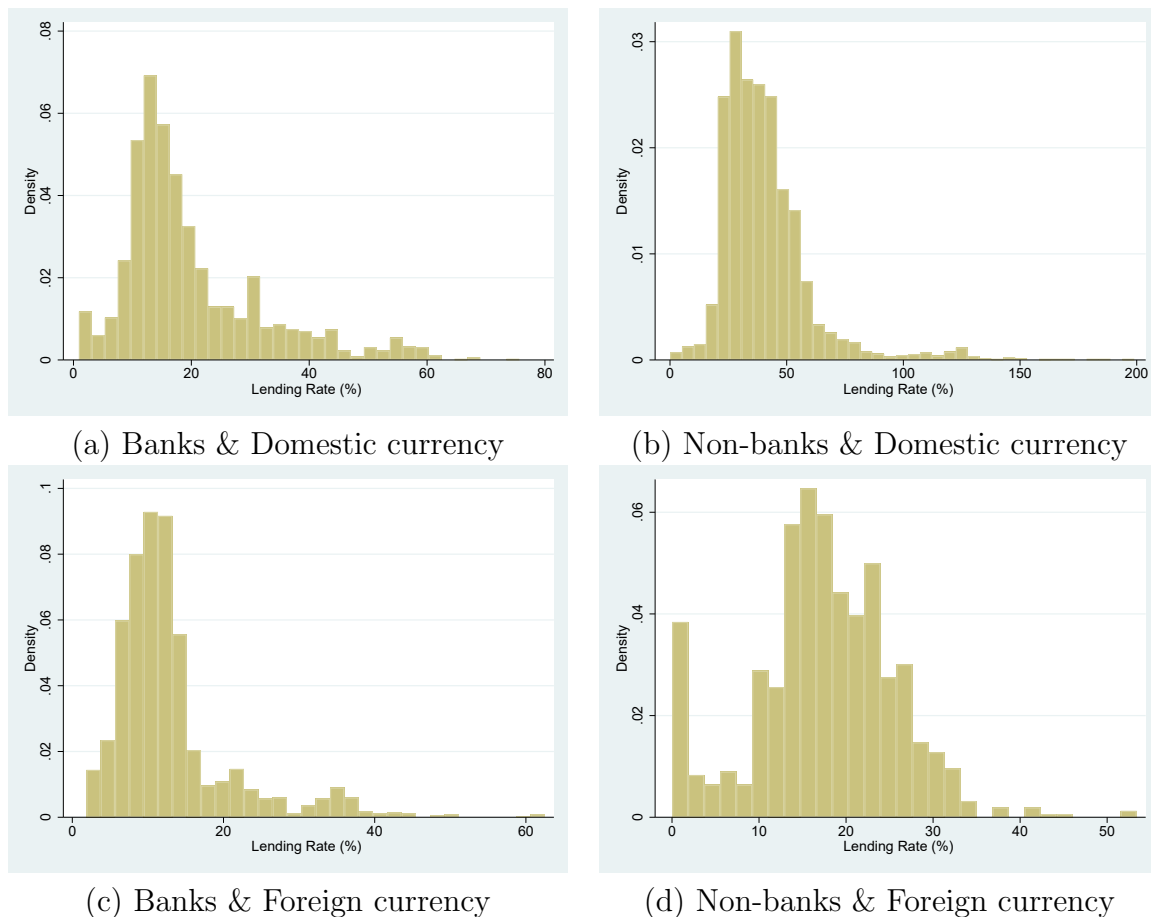 .08
.06
.04
.02
0
Density
0 20 40 60 80
Lending Rate (%)
(a) Banks & Domestic currency
.03
.02
.01
0
Density
0 50 100 150 200
Lending Rate (%)
(b) Non-banks & Domestic currency
.1
.08
.06
.04
.02
0
Density
0 20 40 60
Lending Rate (%)
(c) Banks & Foreign currency
.06
.04
.02
0
Density
0 10 20 30 40 50
Lending Rate (%)
(d) Non-banks & Foreign currency